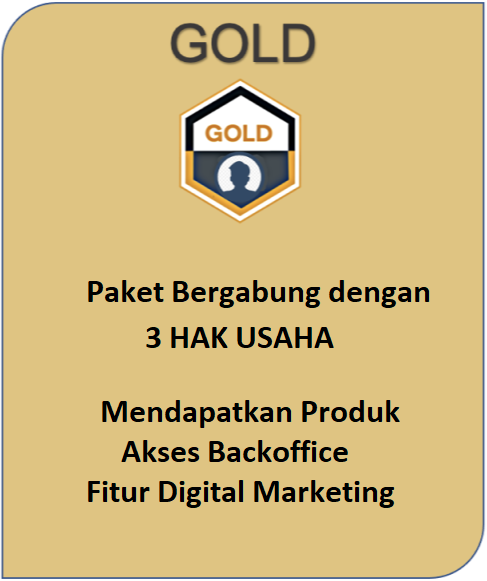 GOLD
GOLD
Paket Bergabung dengan
3 HAK USAHA
Mendapatkan Produk
Akses Backoffice
Fitur Digital Marketing